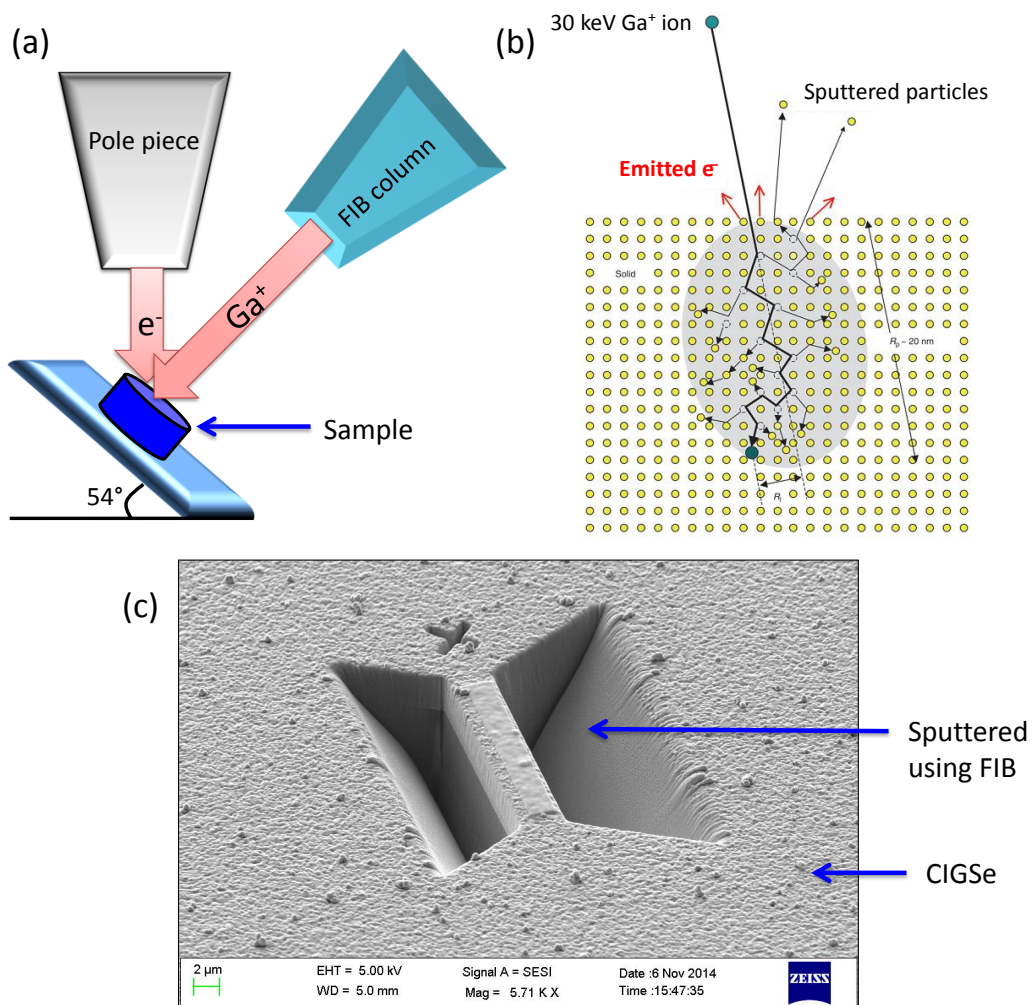 (a)
Pole piece
FIB column
e-
Ga+
Sample
54°
(b)
30 keV Ga+ ion
Sputtered particles
Emitted e-
Solid
Rp ~ 20 nm
Rl
(c)
Sputtered
using FIB
CIGSe
2 µm
EHT = 5.00 kV
Signal A = SESI
Date :6 Nov 2014
WD = 5.0 mm
Mag = 5.71 K X
Time :15:47:35
ZEISS